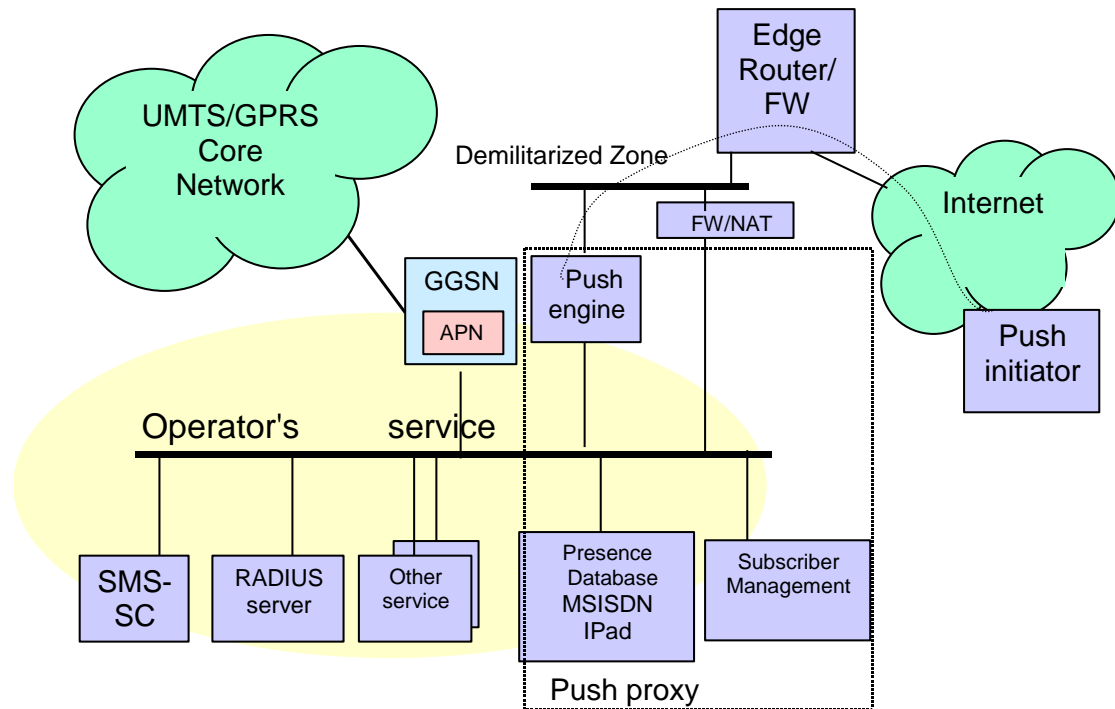 Edge
Router/
FW
UMTS/GPRS
Core
Network
Demilitarized Zone
Internet
FW/NAT
GGSN
APN
Push
engine
Push
initiator
Operator's service
SMS-
SC
RADIUS
server
Other
service
Presence
Database
MSISDN
IPad
Subscriber
Management
Push proxy